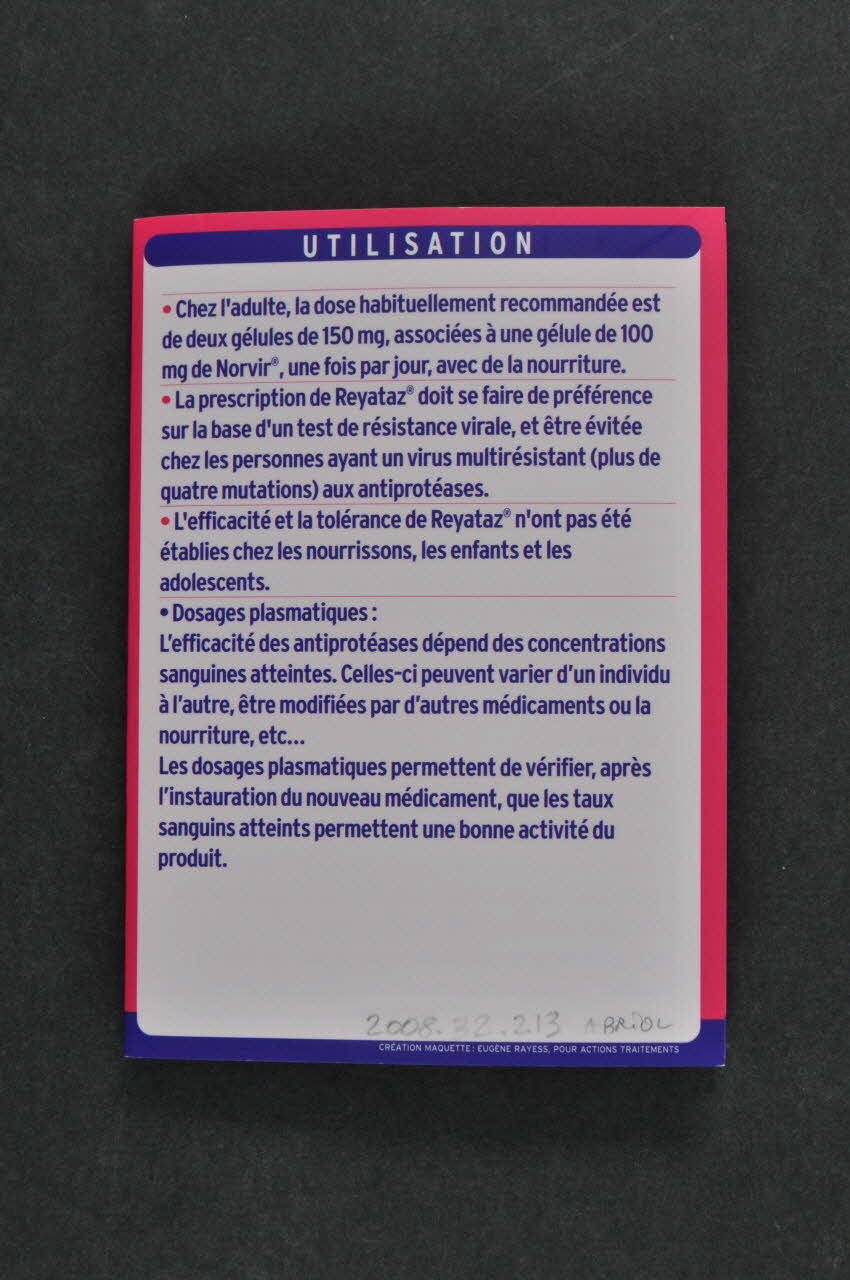 UTILISATION
• Chez l'adulte, la dose habituellement recommandée est
de deux gélules de 150 mg, associées à une gélule de 100
mg de Norvir®, une fois par jour, avec de la nourriture.
• La prescription de Reyataz® doit se faire de préférence
sur la base d'un test de résistance virale, et être évitée
chez les personnes ayant un virus multirésistant (plus de
quatre mutations) aux antiprotéases.
• L'efficacité et la tolérance de Reyataz® n'ont pas été
établies chez les nourrissons, les enfants et les
adolescents.
• Dosages plasmatiques :
L’efficacité des antiprotéases dépend des concentrations
sanguines atteintes. Celles-ci peuvent varier d’un individu
à l’autre, être modifiées par d’autres médicaments ou la
nourriture, etc...
Les dosages plasmatiques permettent de vérifier, après
l’instauration du nouveau médicament, que les taux
sanguins atteints permettent une bonne activité du
produit.
2008.72.213 ABRIOL
CRÉATION MAQUETTE : EUGÈNE RAYESS, POUR ACTIONS TRAITEMENTS